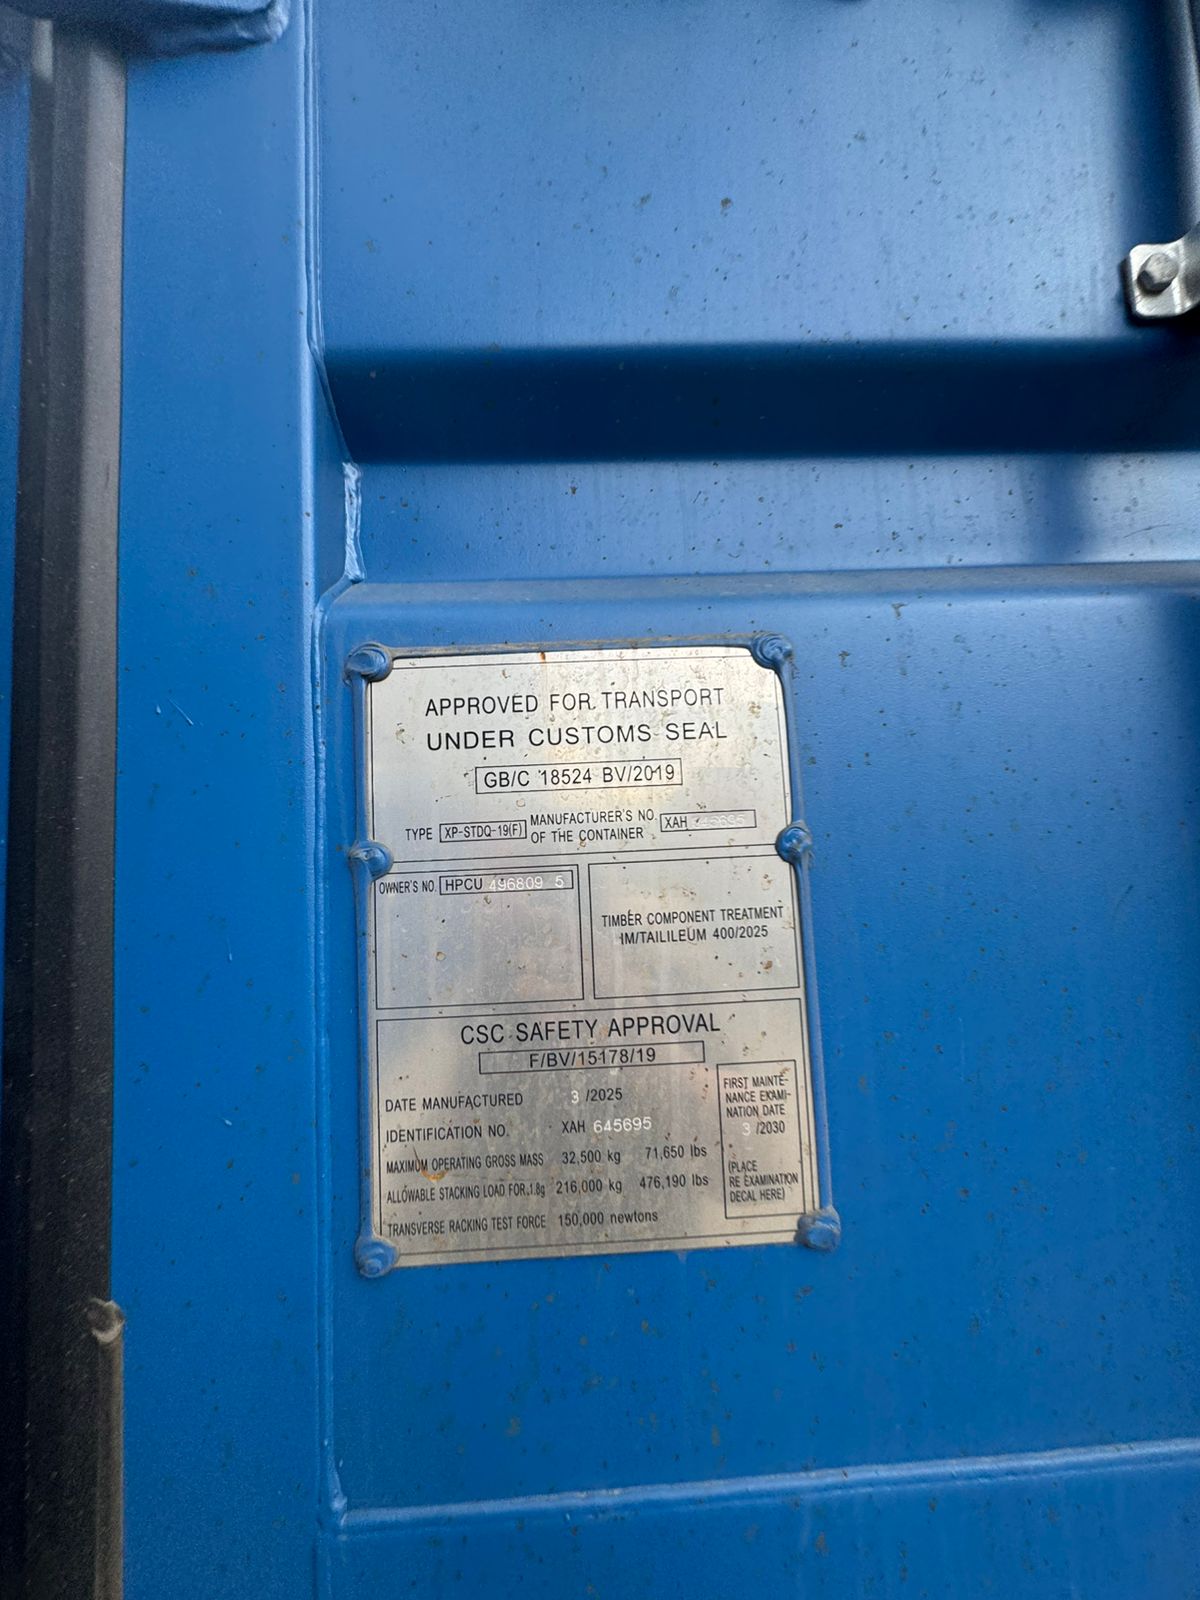 APPROVED FOR TRANSPORT
UNDER CUSTOMS SEAL
GB/C 18524 BV/2019
TYPE XP-STDQ-19(F) MANUFACTURER'S NO. OF THE CONTAINER XAH 645695
OWNER'S NO. HPCU 496809 5
TIMBER COMPONENT TREATMENT
IM/TAILILEUM 400/2025
CSC SAFETY APPROVAL
F/BV/15178/19
DATE MANUFACTURED 3 /2025
IDENTIFICATION NO. XAH 645695
MAXIMUM OPERATING GROSS MASS 32,500 kg 71,650 lbs
ALLOWABLE STACKING LOAD FOR 1.8g 216,000 kg 476,190 lbs
TRANSVERSE RACKING TEST FORCE 150,000 newtons
FIRST MAINTE-
NANCE EXAMI-
NATION DATE
3 /2030
(PLACE
RE EXAMINATION
DECAL HERE)